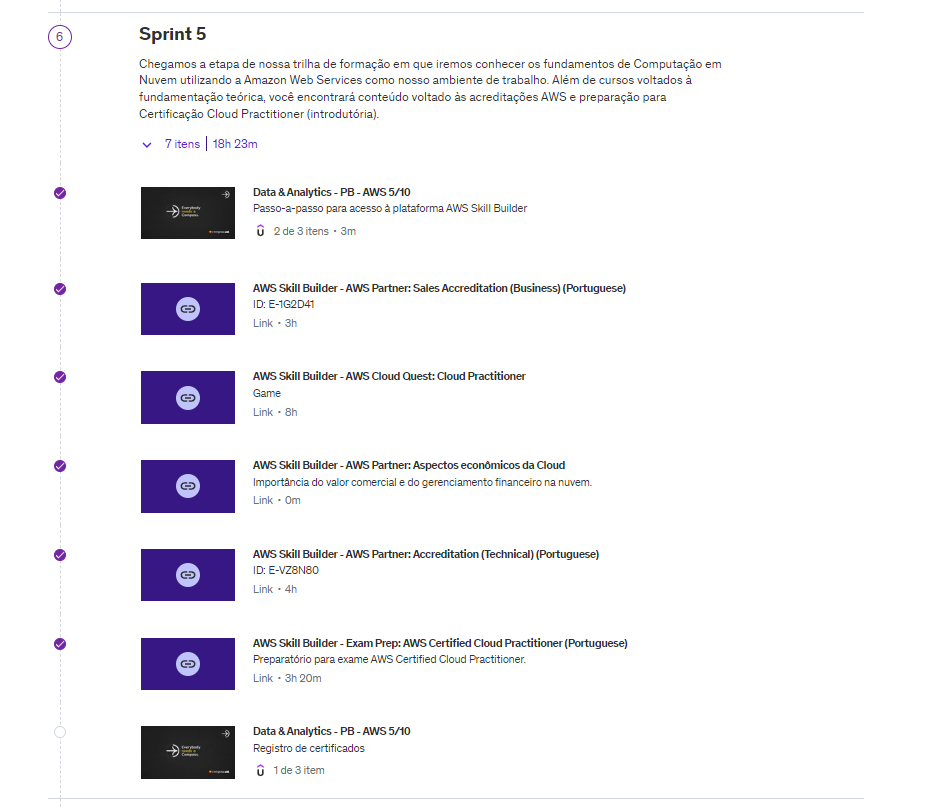 6
Sprint 5
Chegamos a etapa de nossa trilha de formação em que iremos conhecer os fundamentos de Computação em
Nuvem utilizando a Amazon Web Services como nosso ambiente de trabalho. Além de cursos voltados à
fundamentação teórica, você encontrará conteúdo voltado às acreditações AWS e preparação para
Certificação Cloud Practitioner (introdutória).
7 itens | 18h 23m
Data & Analytics - PB - AWS 5/10
Passo-a-passo para acesso à plataforma AWS Skill Builder
2 de 3 itens • 3m
AWS Skill Builder - AWS Partner: Sales Accreditation (Business) (Portuguese)
ID: E-1G2D41
Link • 3h
AWS Skill Builder - AWS Cloud Quest: Cloud Practitioner
Game
Link • 8h
AWS Skill Builder - AWS Partner: Aspectos econômicos da Cloud
Importância do valor comercial e do gerenciamento financeiro na nuvem.
Link • 0m
AWS Skill Builder - AWS Partner: Accreditation (Technical) (Portuguese)
ID: E-VZ8N80
Link • 4h
AWS Skill Builder - Exam Prep: AWS Certified Cloud Practitioner (Portuguese)
Preparatório para exame AWS Certified Cloud Practitioner.
Link • 3h 20m
Data & Analytics - PB - AWS 5/10
Registro de certificados
1 de 3 item